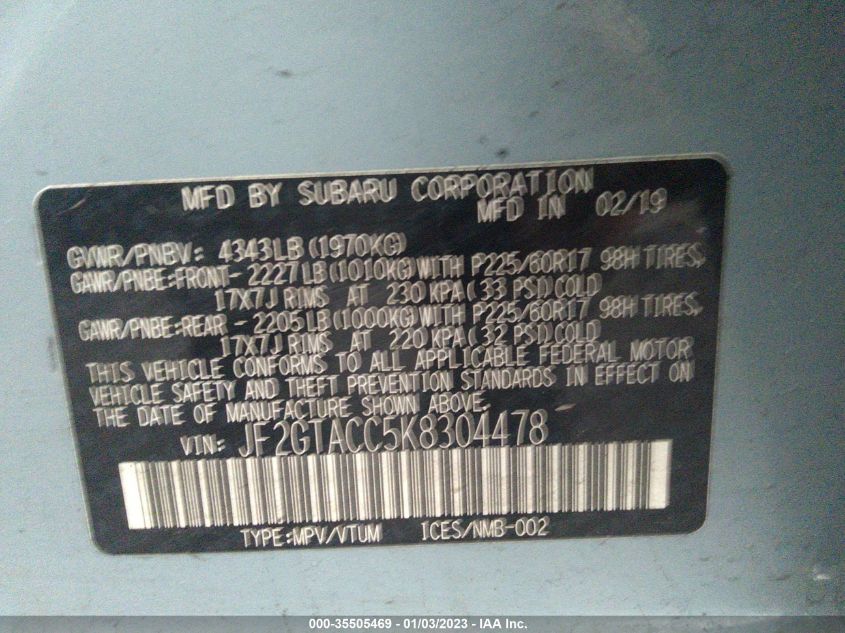 MFD BY SUBARU CORPORATION
MFD IN 02/19
GVWR/PNBV: 4343LB(1970KG)
GAWR/PNBE:FRONT-2227LB(1010KG)WITH P225/60R17 98H TIRES,
17X7J RIMS AT 230 KPA(33 PSI)COLD
GAWR/PNBE:REAR -2205LB(1000KG)WITH P225/60R17 98H TIRES,
17X7J RIMS AT 220 KPA(32 PSI)COLD
THIS VEHICLE CONFORMS TO ALL APPLICABLE FEDERAL MOTOR
VEHICLE SAFETY AND THEFT PREVENTION STANDARDS IN EFFECT ON
THE DATE OF MANUFACTURE SHOWN ABOVE.
VIN: JF2GTACC5K8304478
TYPE:MPV/VTUM ICES/NMB-002
000-35505469 - 01/03/2023 - IAA Inc.